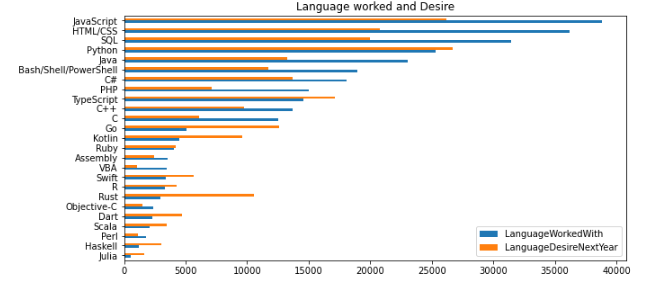 Language worked and Desire
JavaScript
HTML/CSS
SQL
Python
Java
Bash/Shell/PowerShell
C#
PHP
TypeScript
C++
C
Go
Kotlin
Ruby
Assembly
VBA
Swift
R
Rust
Objective-C
Dart
Scala
Perl
Haskell
Julia
LanguageWorkedWith
LanguageDesireNextYear
0 5000 10000 15000 20000 25000 30000 35000 40000